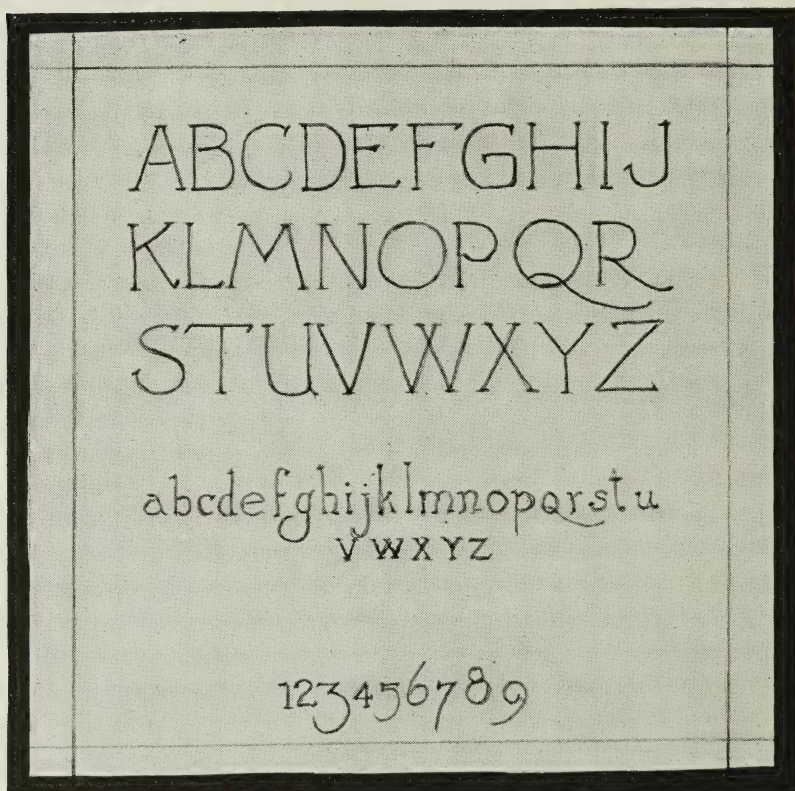 ABCDEFGHIJ
KLMNOPQR
STUVWXYZ
abcdefghijklmnopqrstu
vwxyz
123456789